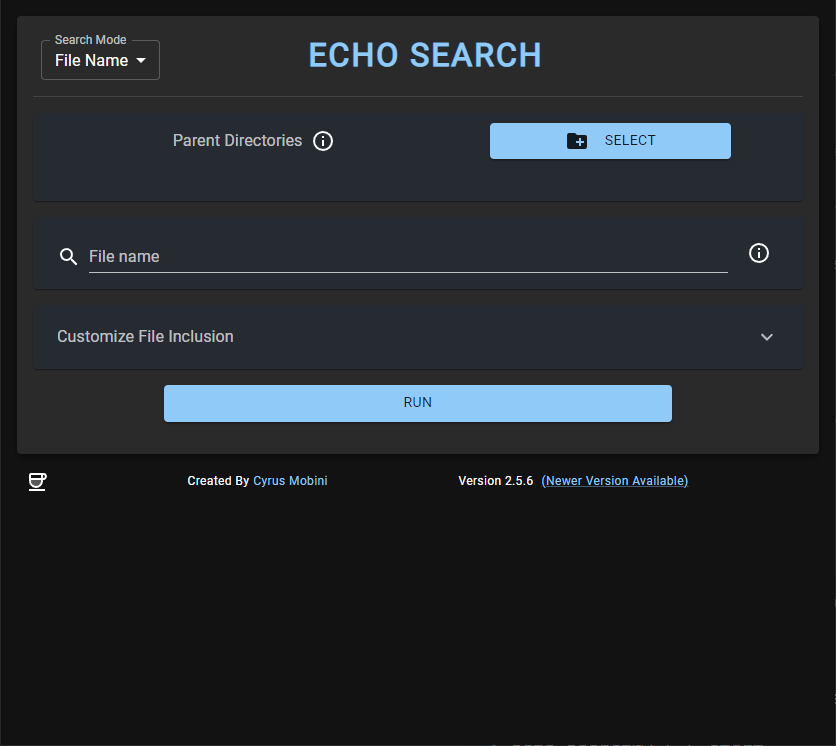 Search Mode
File Name
ECHO SEARCH
Parent Directories
SELECT
File name
Customize File Inclusion
RUN
Created By Cyrus Mobini
Version 2.5.6 (Newer Version Available)